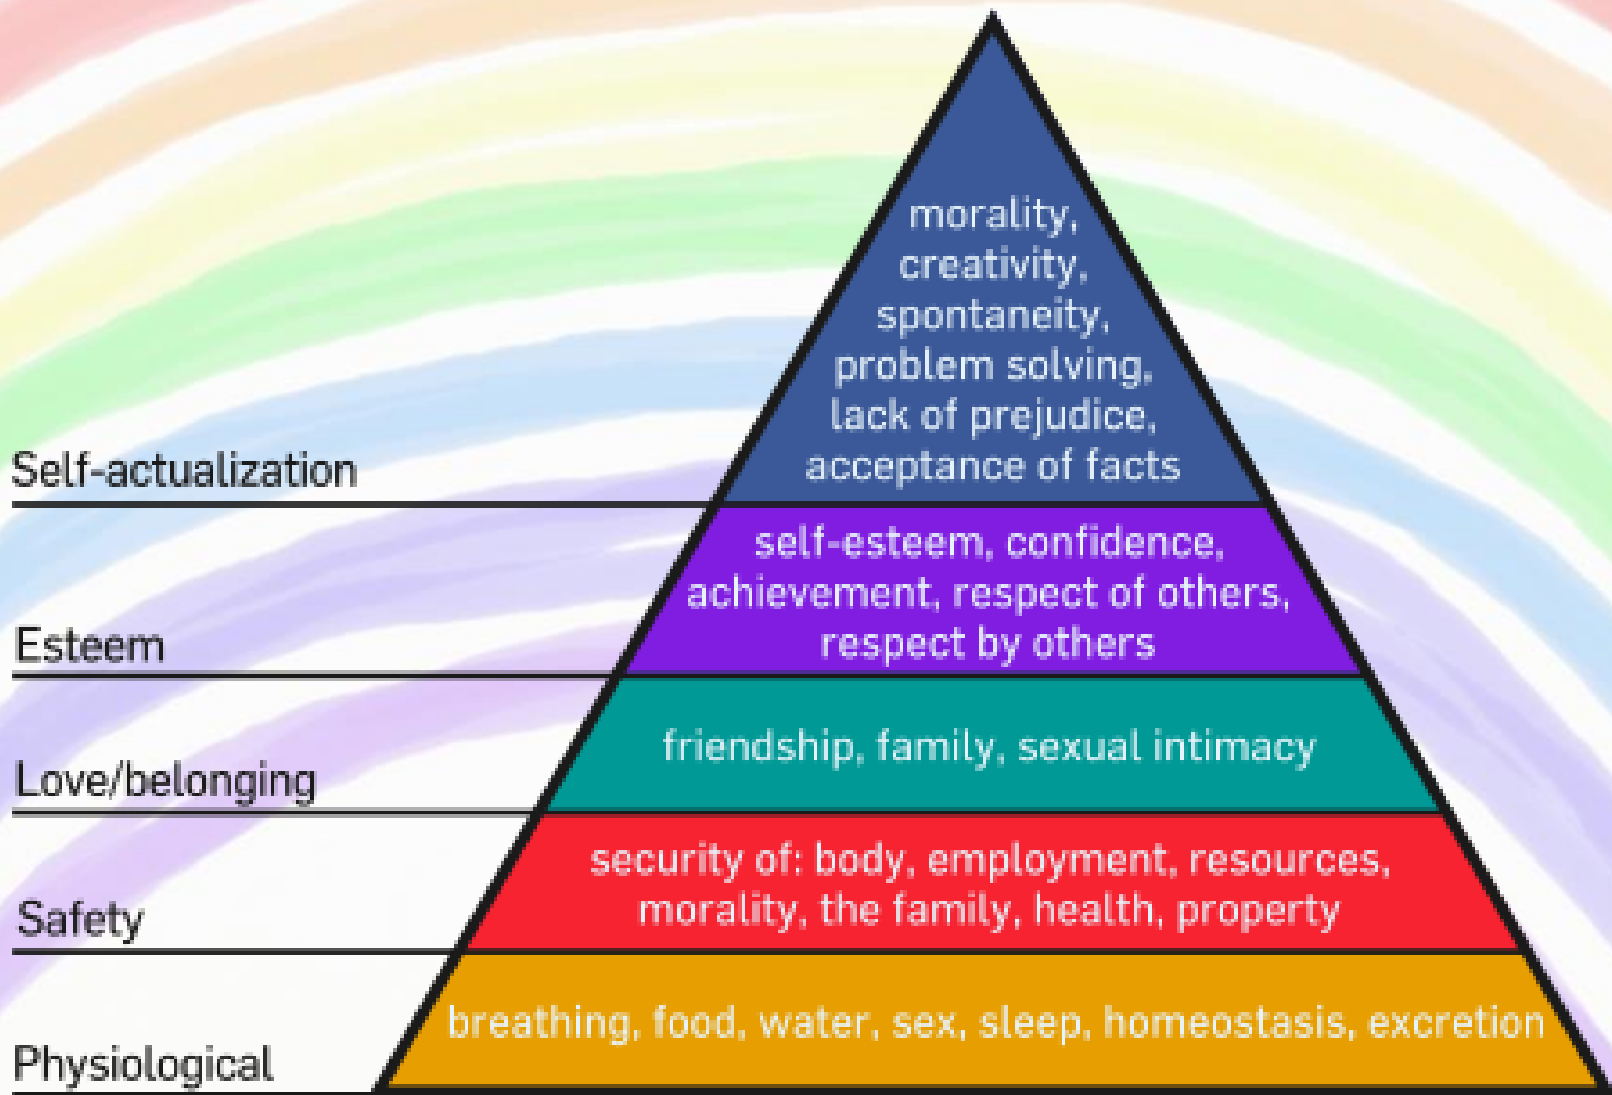 morality,
creativity,
spontaneity,
problem solving,
lack of prejudice,
acceptance of facts
Self-actualization
self-esteem, confidence,
achievement, respect of others,
respect by others
Esteem
friendship, family, sexual intimacy
Love/belonging
security of: body, employment, resources,
morality, the family, health, property
Safety
breathing, food, water, sex, sleep, homeostasis, excretion
Physiological